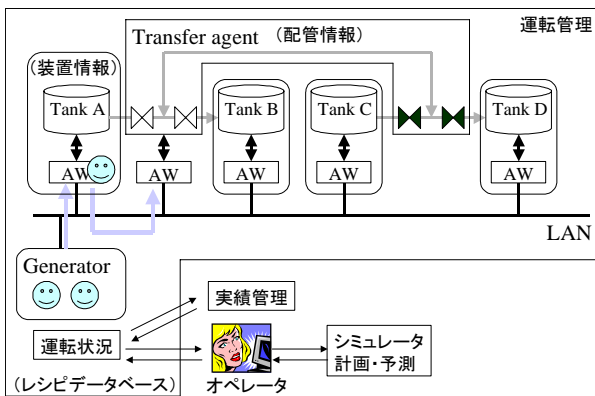 運転管理
Transfer agent (配管情報)
(装置情報)
Tank A
Tank B
Tank C
Tank D
AW
AW
AW
AW
AW
LAN
Generator
実績管理
運転状況
シミュレータ
計画・予測
(レシピデータベース)
オペレータ